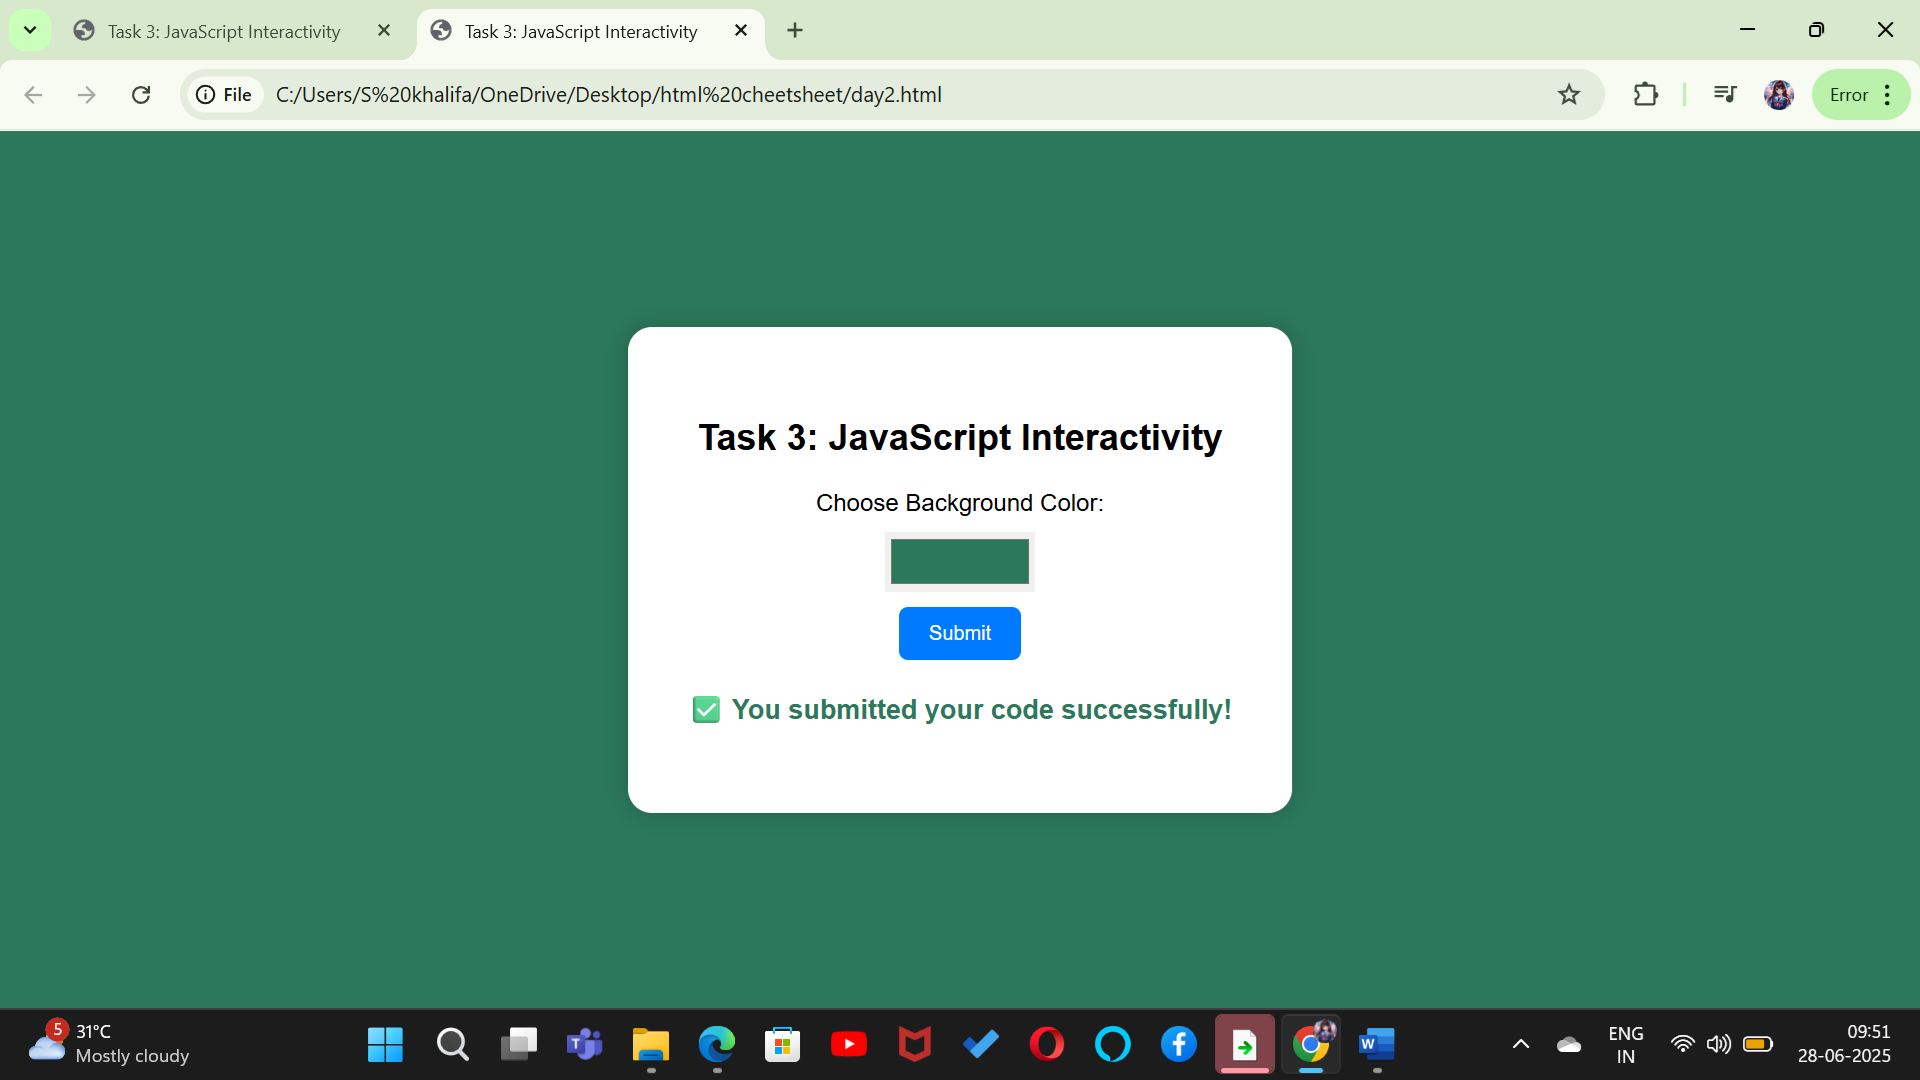 Task 3: JavaScript Interactivity
Task 3: JavaScript Interactivity
File
C:/Users/S%20khalifa/OneDrive/Desktop/html%20cheetsheet/day2.html
Error
Task 3: JavaScript Interactivity
Choose Background Color:
Submit
✅ You submitted your code successfully!
5
31°C
Mostly cloudy
T
W
ENG
IN
09:51
28-06-2025